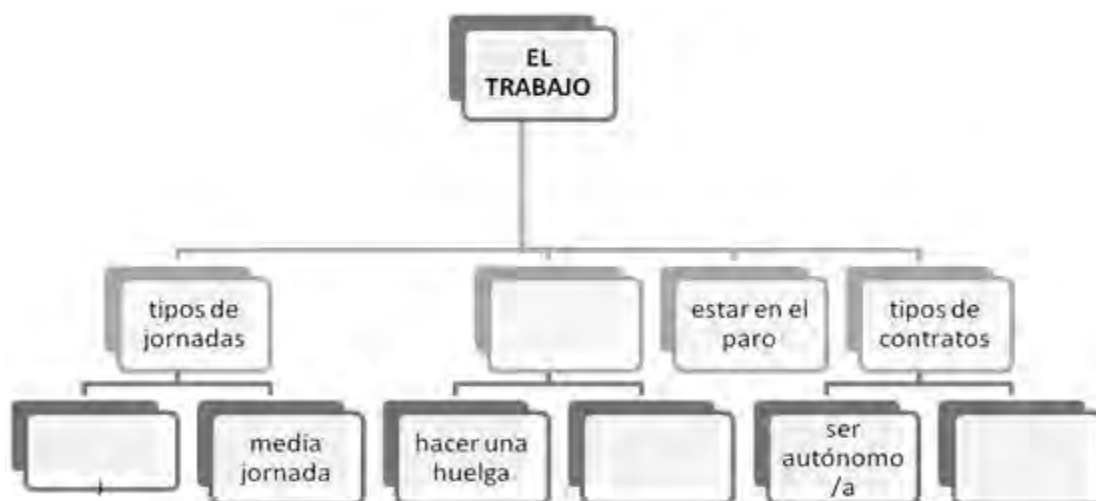 EL
TRABAJO
tipos de
jornadas
estar en el
paro
tipos de
contratos
media
jornada
hacer una
huelga
ser
autónomo
/a